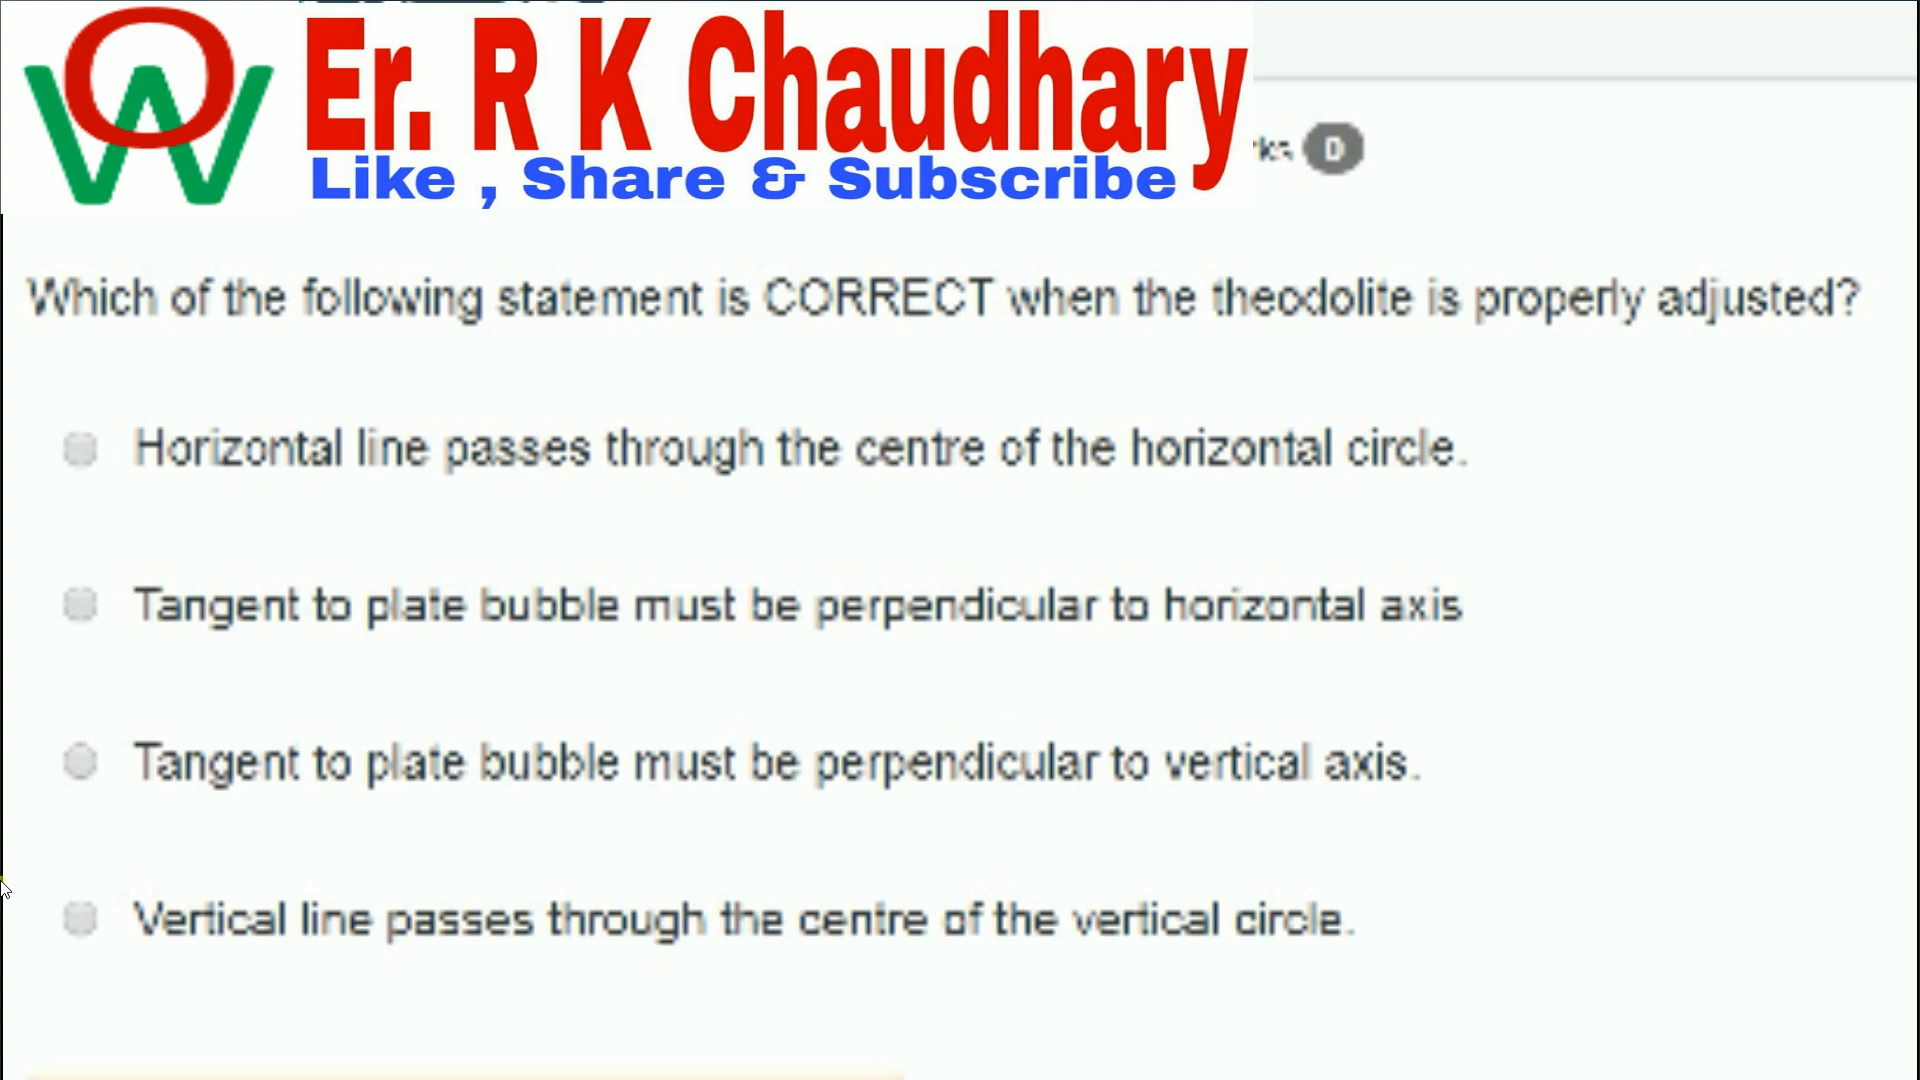 Er. R K Chaudhary
Like , Share & Subscribe
Which of the following statement is CORRECT when the theodolite is properly adjusted?
Horizontal line passes through the centre of the horizontal circle.
Tangent to plate bubble must be perpendicular to horizontal axis
Tangent to plate bubble must be perpendicular to vertical axis.
Vertical line passes through the centre of the vertical circle.